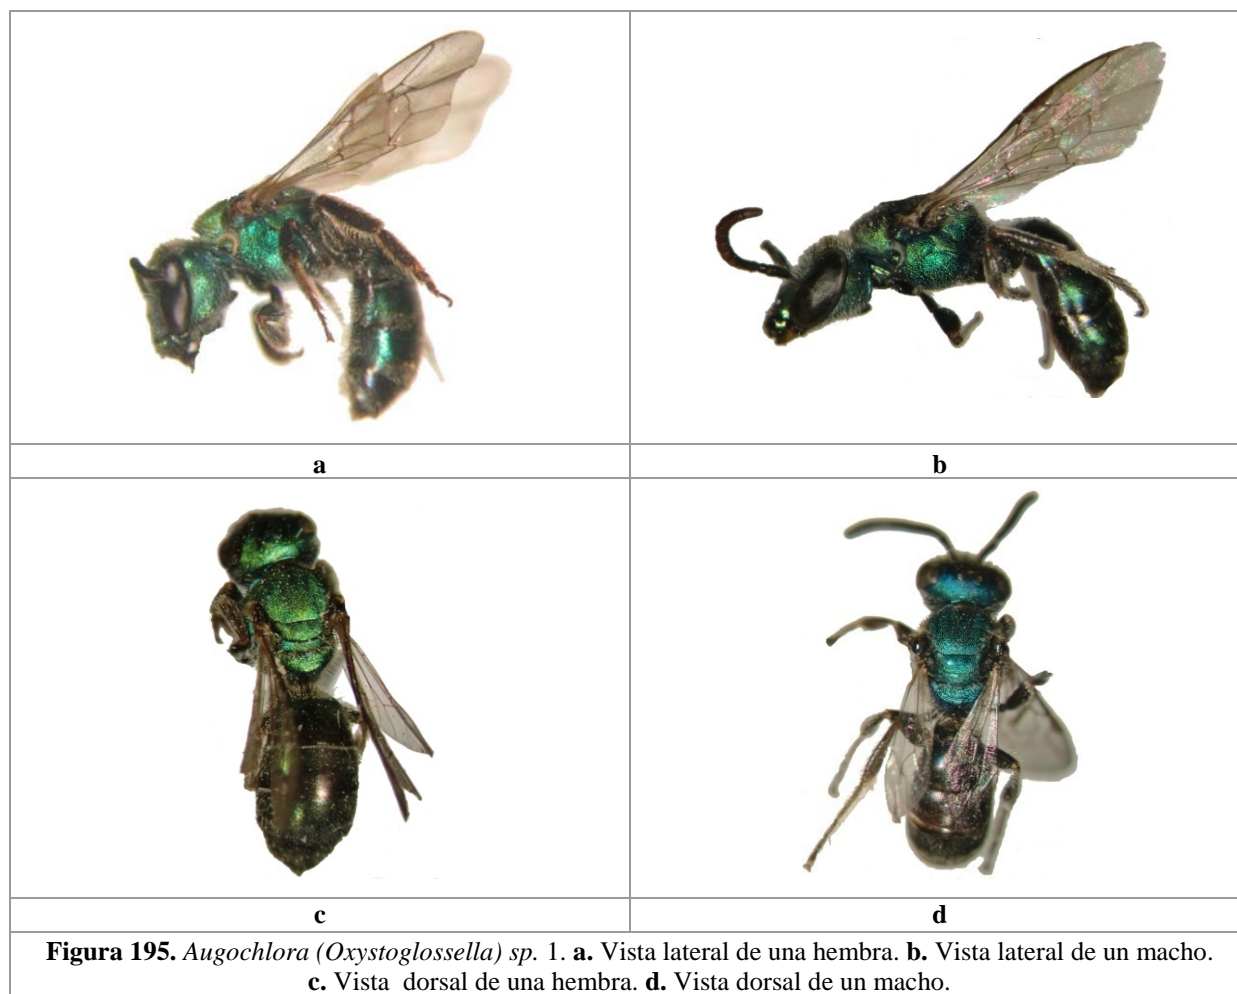 a
b
c
d
Figura 195. Augochlora (Oxystoglossella) sp. 1. a. Vista lateral de una hembra. b. Vista lateral de un macho.
c. Vista dorsal de una hembra. d. Vista dorsal de un macho.